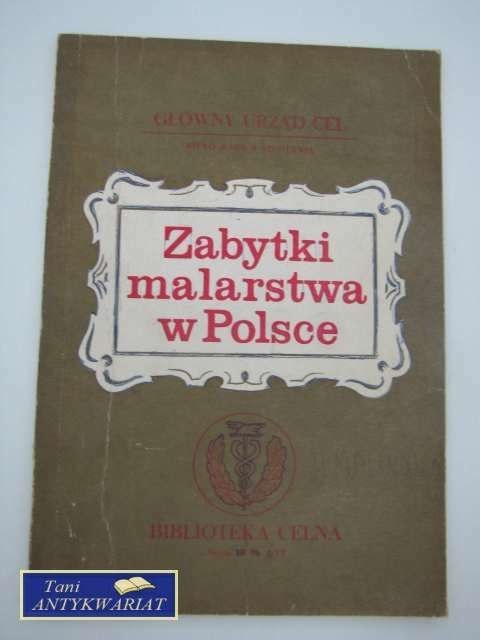 GŁÓWNY URZĄD CEŁ
Zabytki
malarstwa
w Polsce
BIBLIOTEKA CELNA
Tani
ANTYKWARIAT